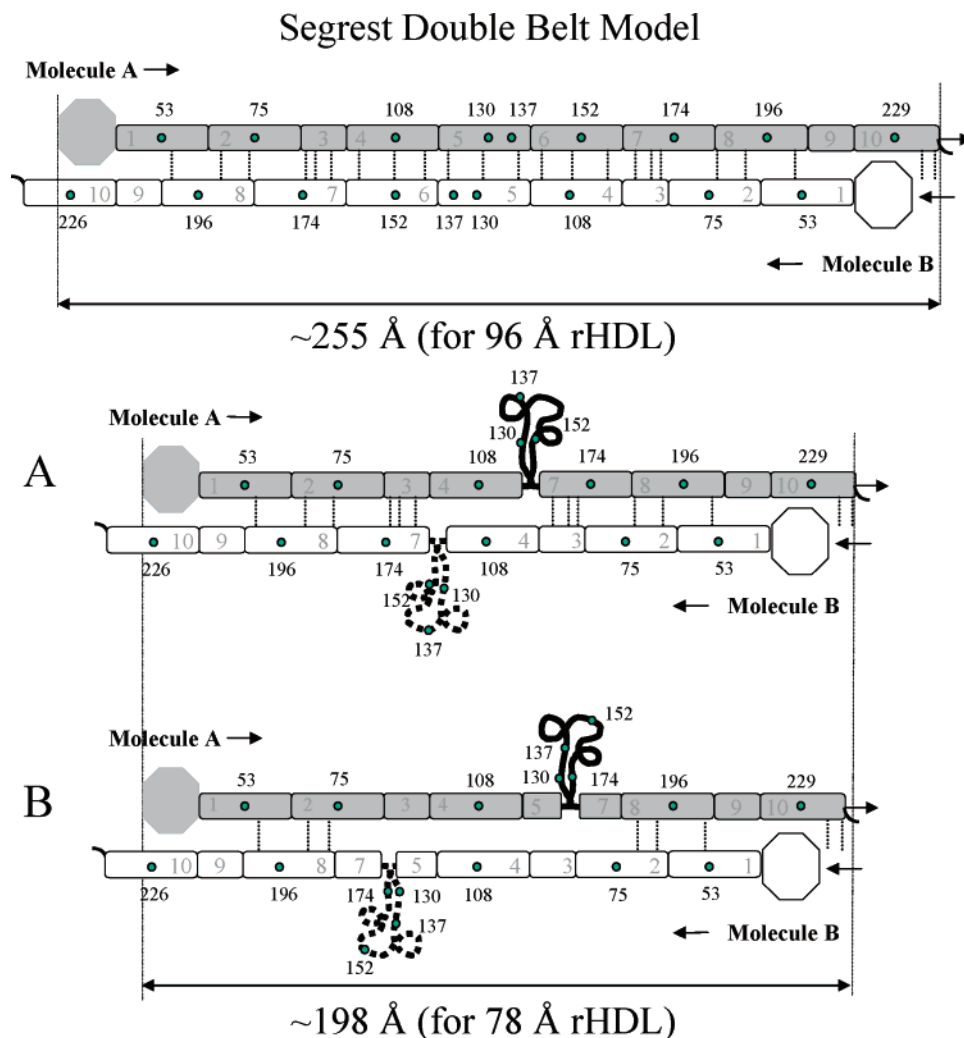 Segrest Double Belt Model
Molecule A
53 75 108 130 137 152 174 196 229
1 2 3 4 5 6 7 8 9 10
10 9 8 7 6 5 4 3 2 1
226 196 174 152 137 130 108 75 53
Molecule B
~255 Å (for 96 Å rHDL)
A
137
Molecule A
130 152
53 75 108 174 196 229
1 2 3 4 7 8 9 10
10 9 8 7 4 3 2 1
226 196 174 108 75 53
152 130
Molecule B
137
B
152
Molecule A
137
130 174
53 75 108 196 229
1 2 3 4 5 7 8 9 10
10 9 8 7 5 4 3 2 1
226 196 174 130 108 75 53
137
Molecule B
152
~198 Å (for 78 Å rHDL)